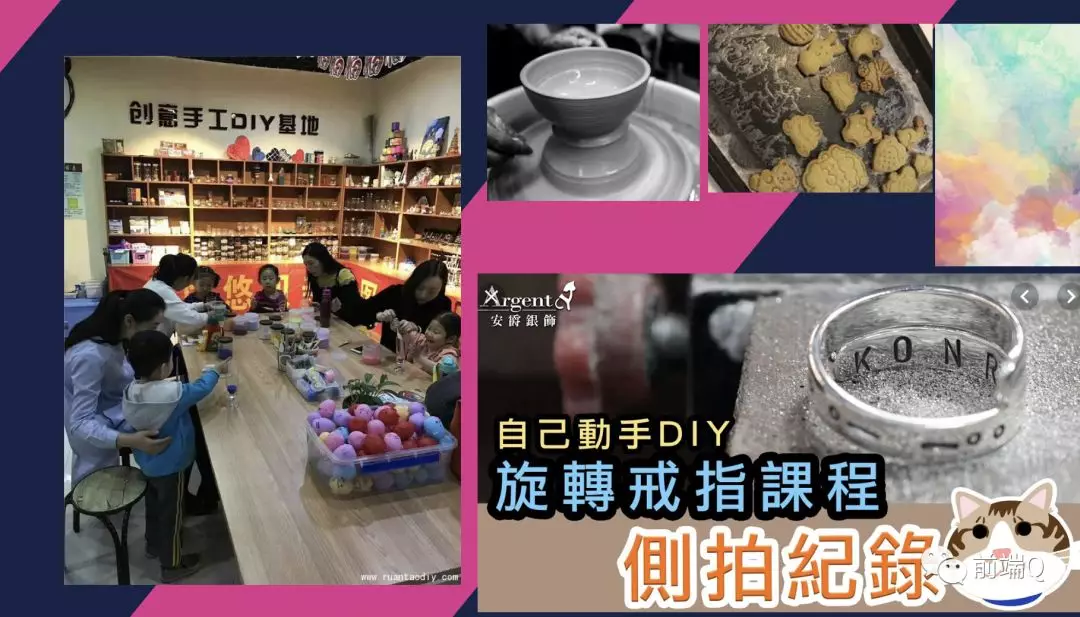 创意手工DIY基地
悠
www.ruantaodiy.com
Argent
安爵銀飾
KONR
自己動手DIY
旋轉戒指課程
側拍紀錄
前端Q